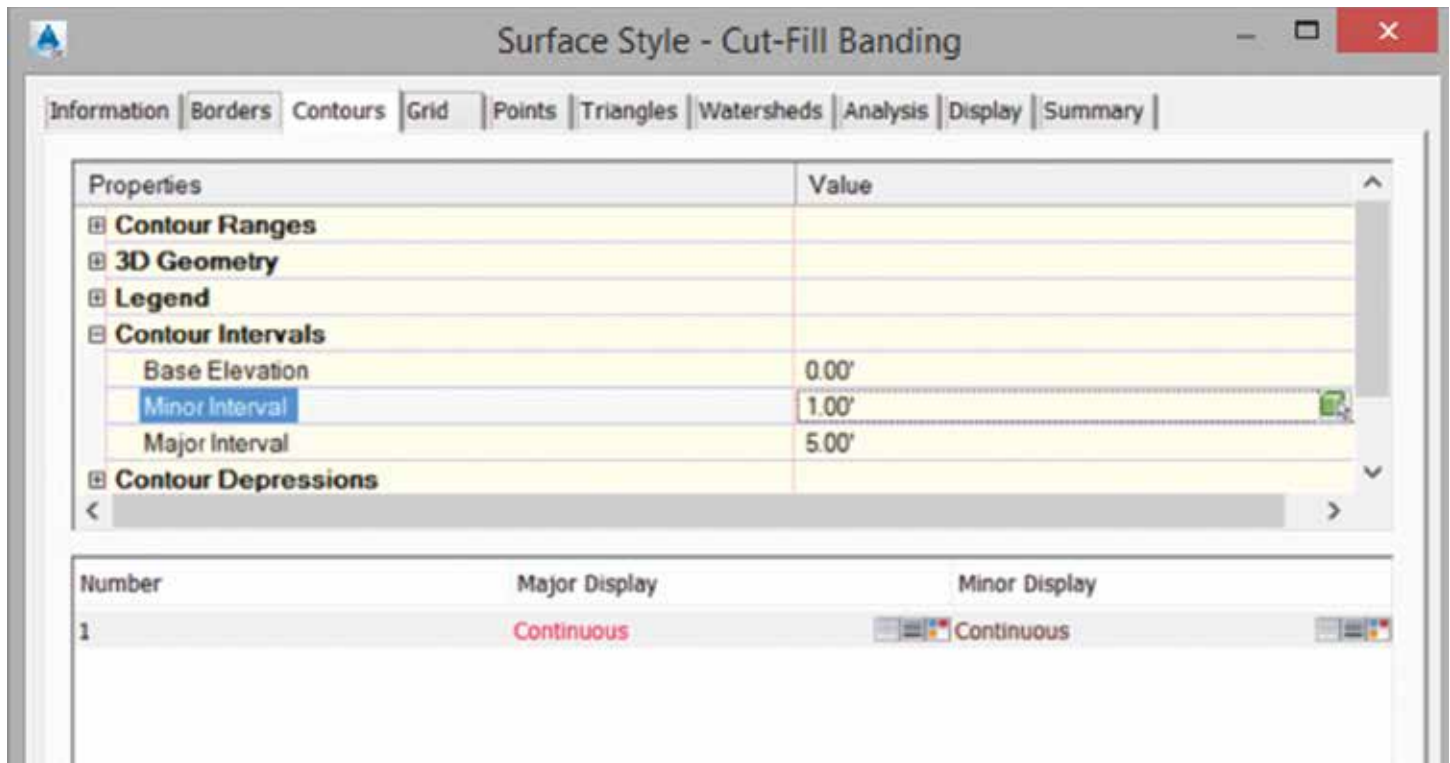 Surface Style - Cut-Fill Banding
Information Borders Contours Grid Points Triangles Watersheds Analysis Display Summary
Properties Value
Contour Ranges
3D Geometry
Legend
Contour Intervals
Base Elevation 0.00'
Minor Interval 1.00'
Major Interval 5.00'
Contour Depressions
Number Major Display Minor Display
1 Continuous Continuous